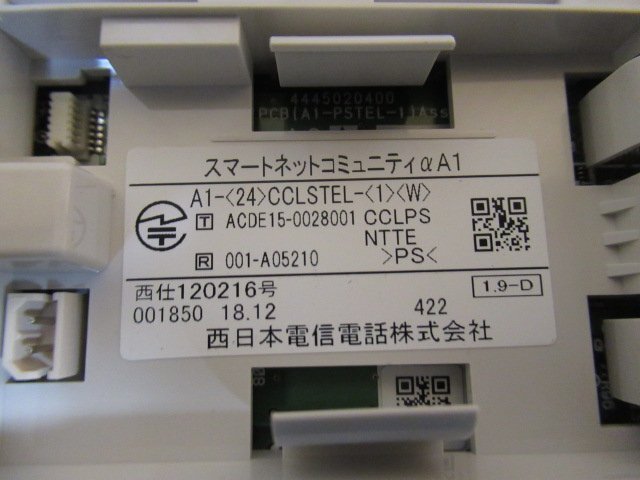 4445020400
PCB[A1-PSTEL-1]Ass
スマートネットコミュニティαA1
A1-<24>CCLSTEL-<1><W>
T ACDE15-0028001 CCLPS
NTTE
R 001-A05210 >PS<
西仕120216号 1.9-D
001850 18.12 422
西日本電信電話株式会社